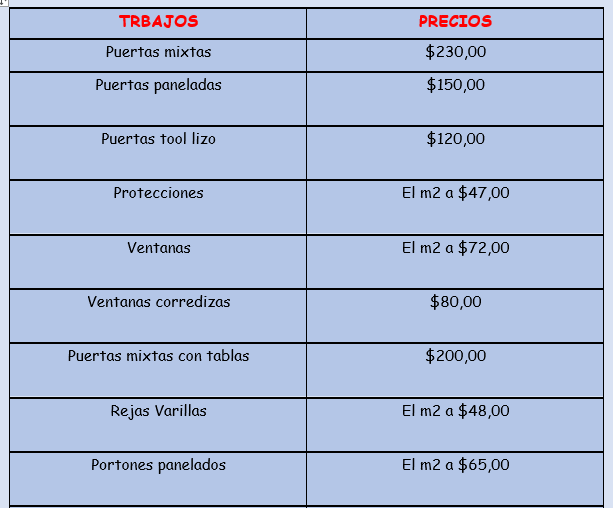 TRBAJOS PRECIOS
Puertas mixtas $230,00
Puertas paneladas $150,00
Puertas tool lizo $120,00
Protecciones El m2 a $47,00
Ventanas El m2 a $72,00
Ventanas corredizas $80,00
Puertas mixtas con tablas $200,00
Rejas Varillas El m2 a $48,00
Portones panelados El m2 a $65,00